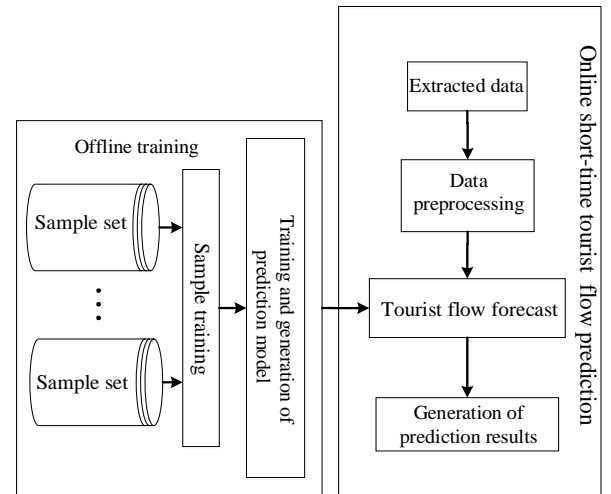 Offline training
Sample set
Sample set
Sample training
Training and generation of
prediction model
Extracted data
Data
preprocessing
Tourist flow forecast
Generation of
prediction results
Online short-time tourist
flow prediction